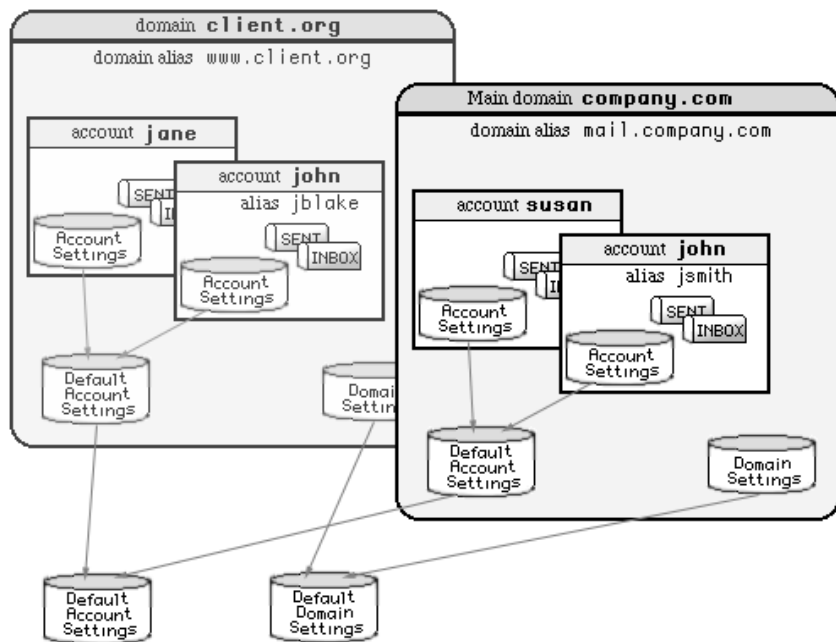 domain client.org
domain alias www.client.org
account jane
SENT
Account
Settings
account john
alias jblake
SENT
INBOX
Account
Settings
Default
Account
Settings
Main domain company.com
domain alias mail.company.com
account susan
SENT
Account
Settings
account john
alias jsmith
SENT
INBOX
Account
Settings
Default
Account
Settings
Domain
Settings
Default
Account
Settings
Default
Domain
Settings